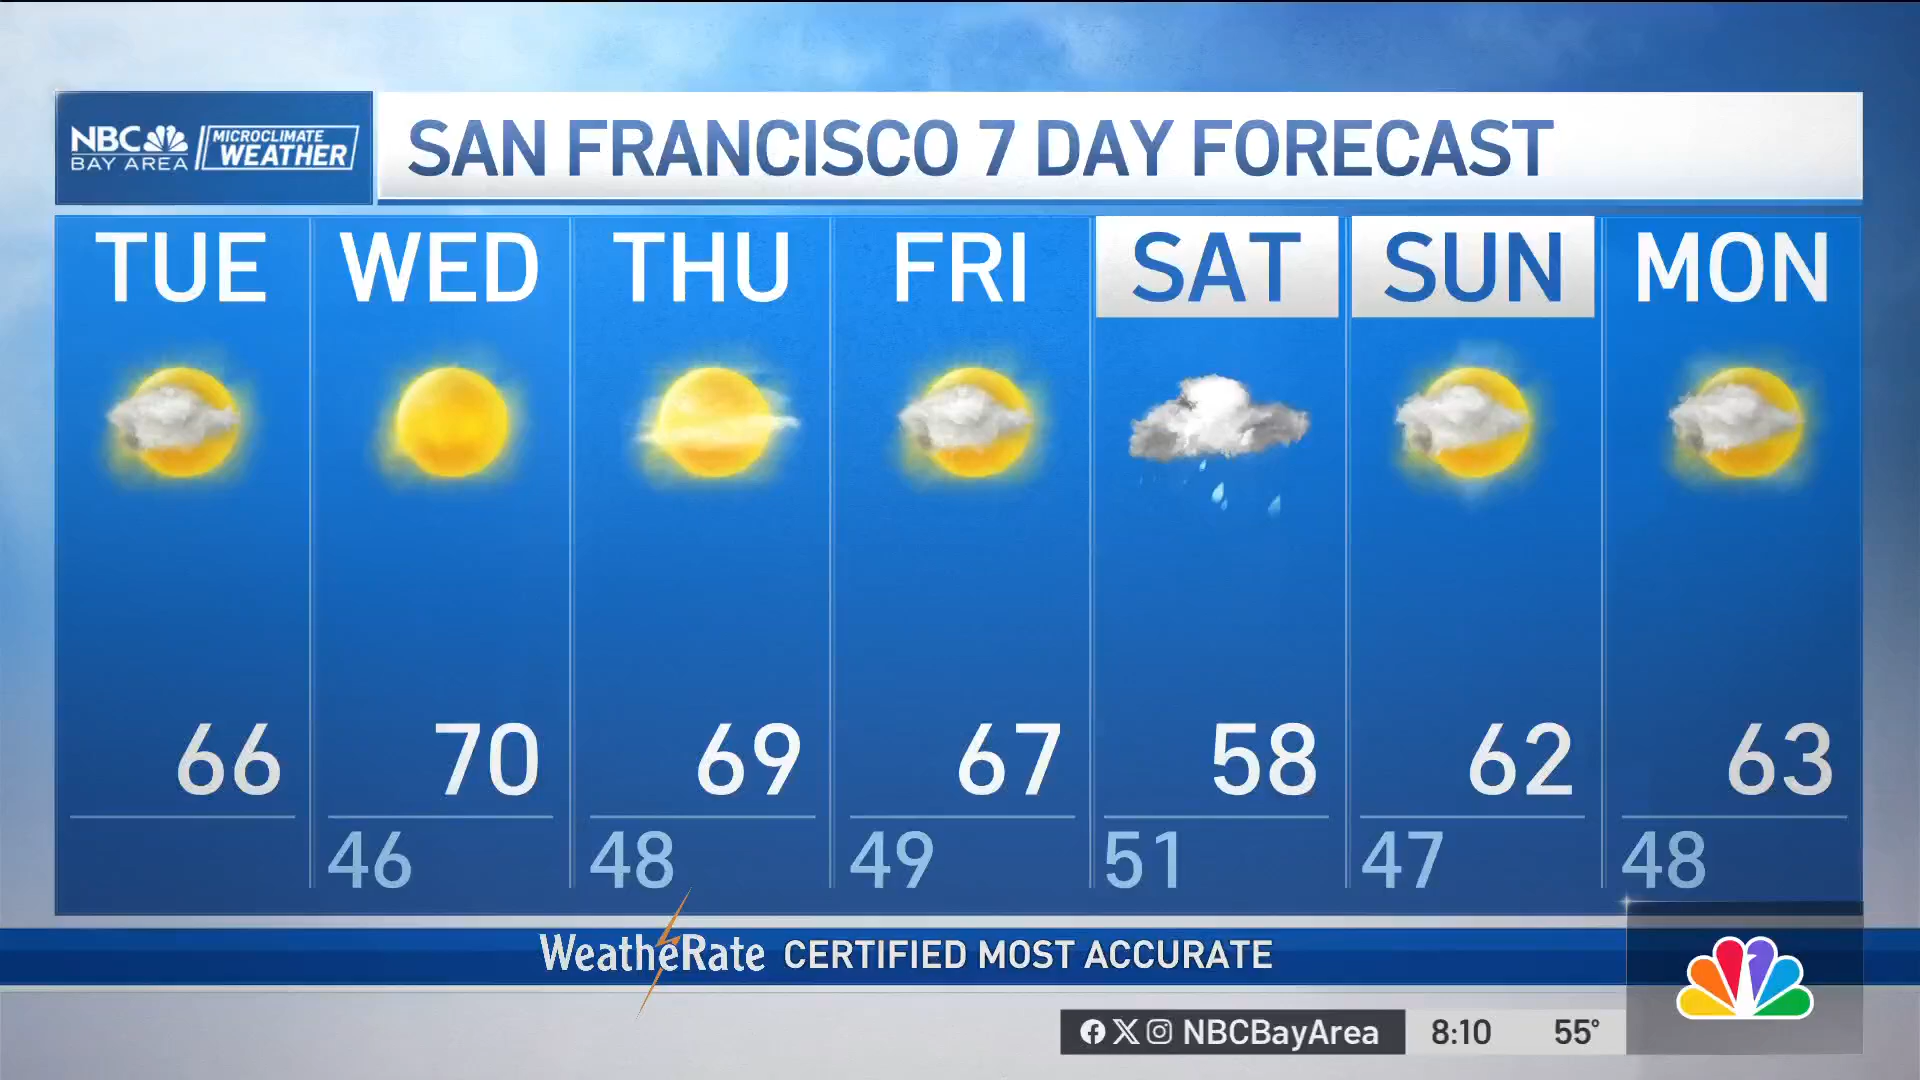 NBC BAY AREA MICROCLIMATE WEATHER
SAN FRANCISCO 7 DAY FORECAST
TUE WED THU FRI SAT SUN MON
66 70 69 67 58 62 63
46 48 49 51 47 48
WeatheRate CERTIFIED MOST ACCURATE
NBCBayArea 8:10 55°